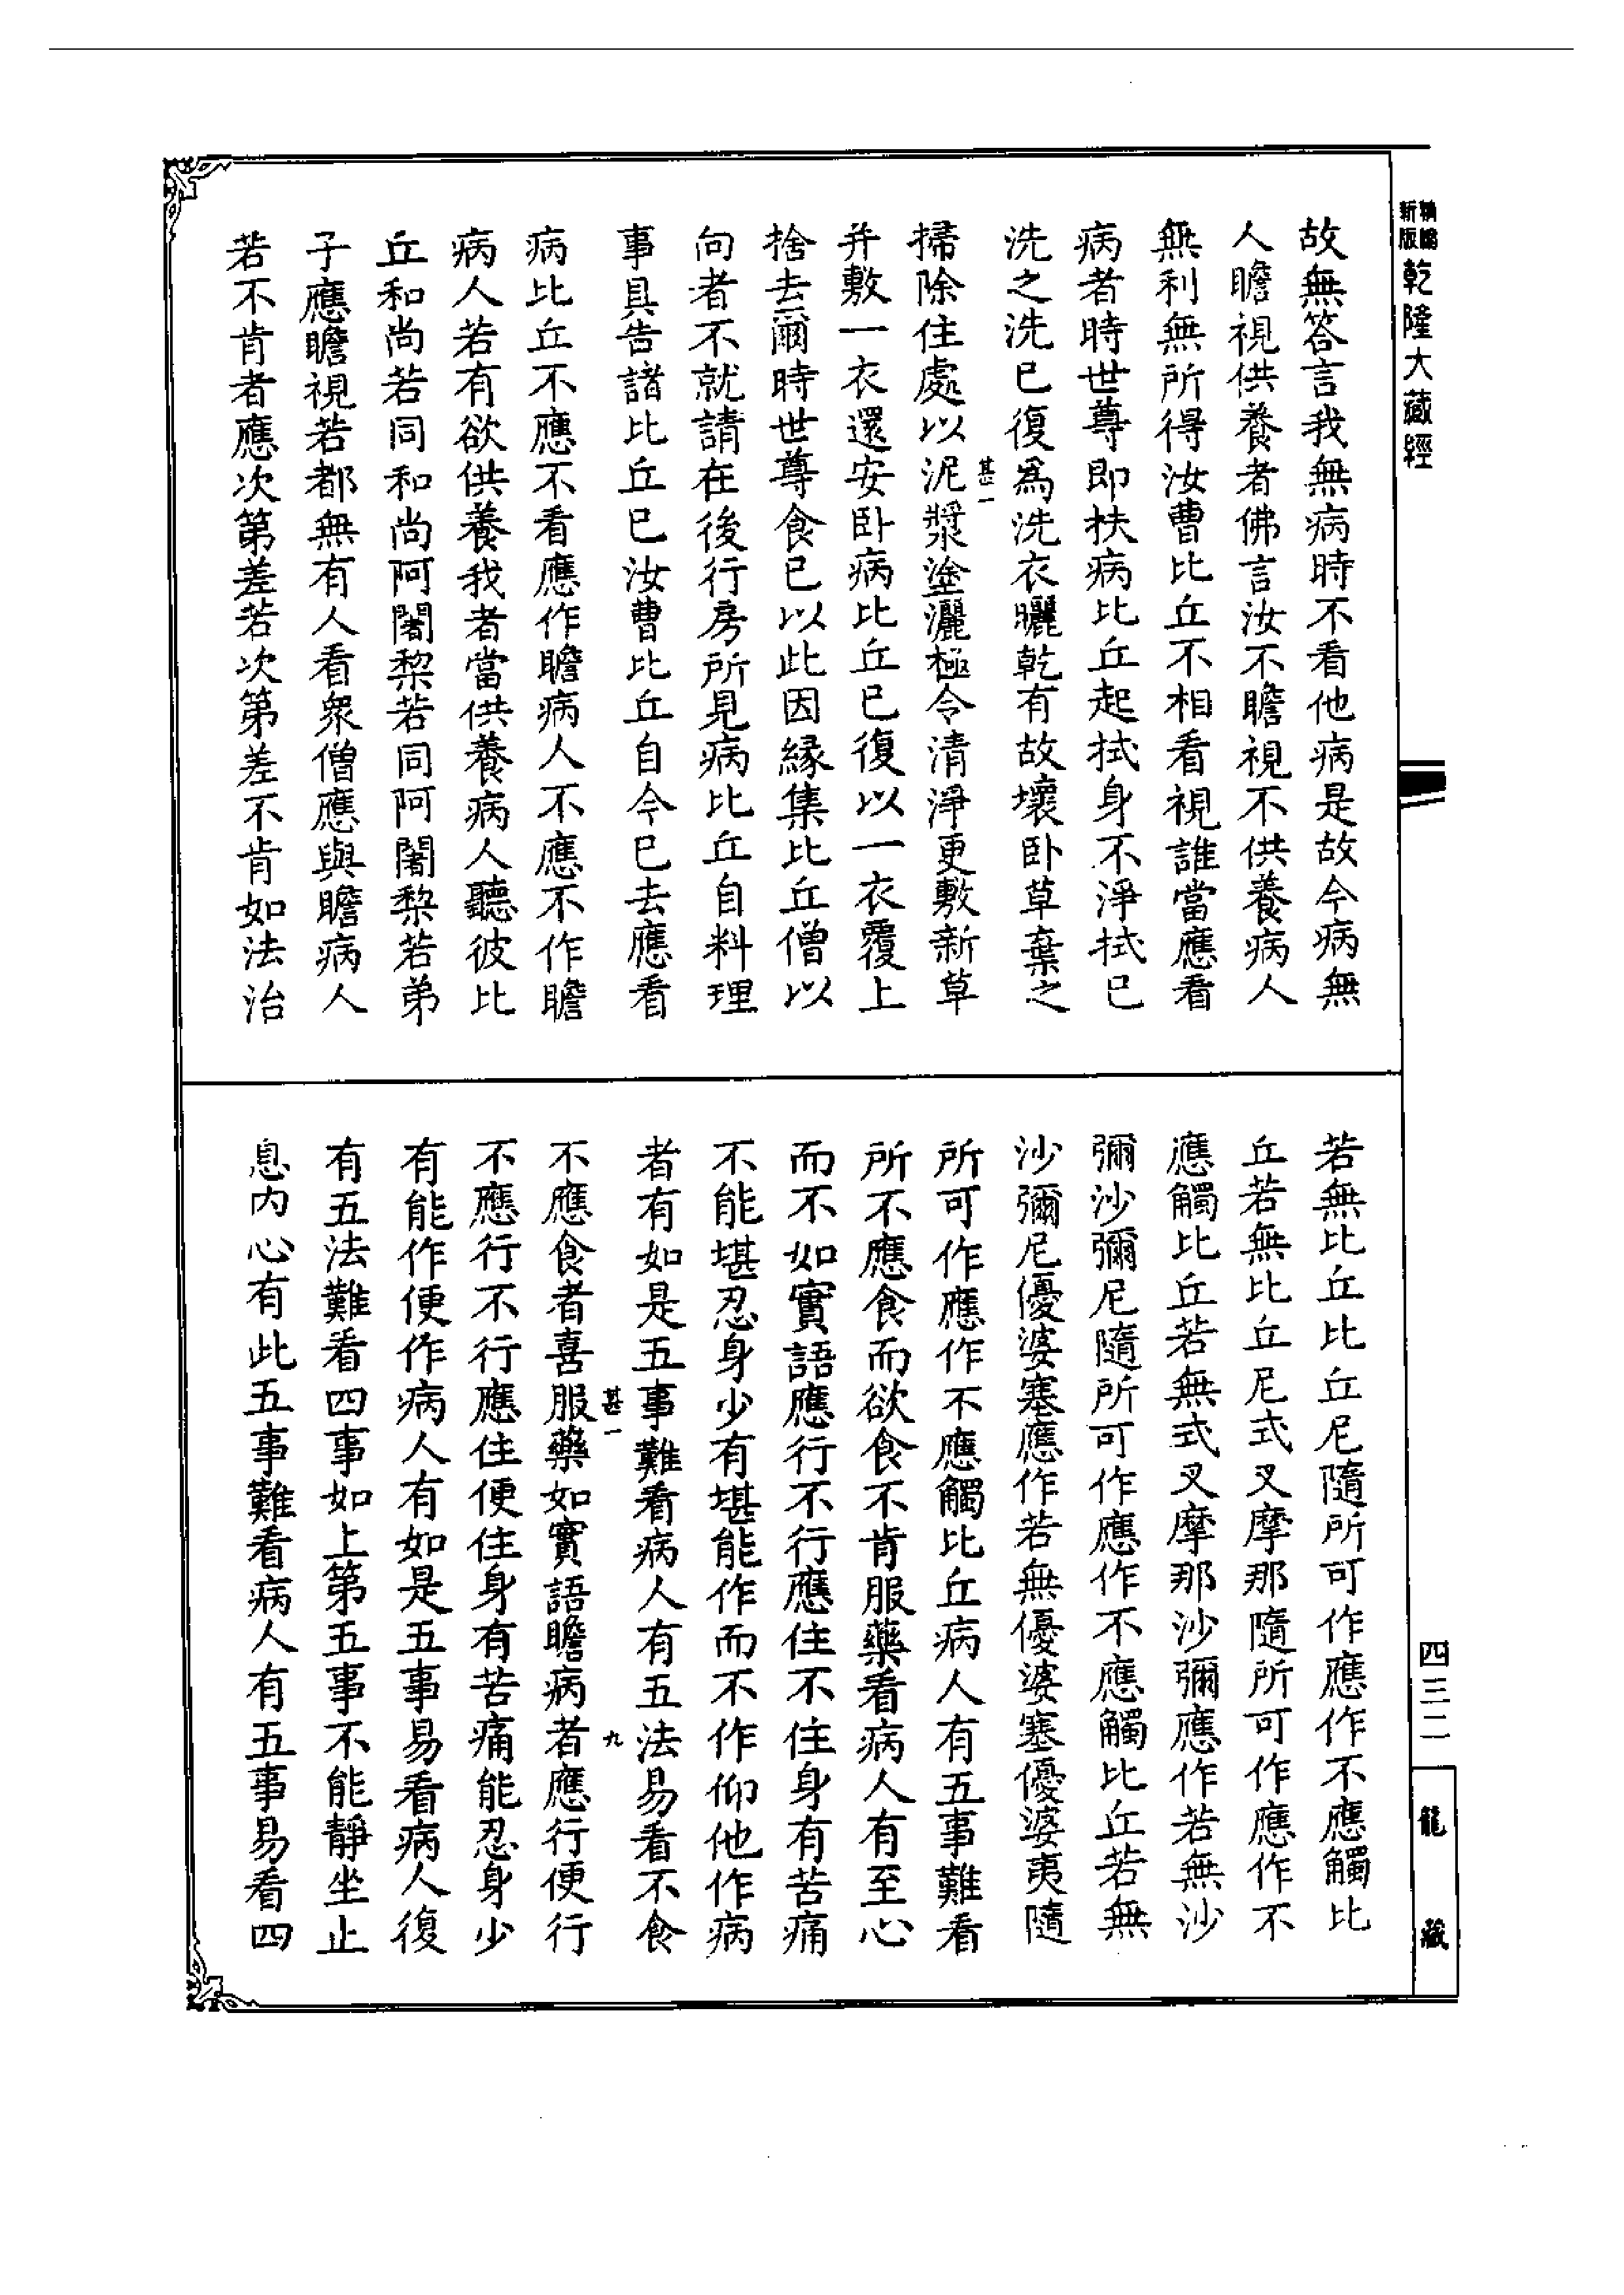 新版
乾隆大藏經
故無答言我無病時不看他病是故今病無
人瞻視供養者佛言汝不瞻視不供養病人
無利無所得汝曹比丘不相看視誰當應看
病者時世尊即扶病比丘起拭身不淨拭已
洗之洗已復為洗衣曬乾有故壞卧草棄之
甚一
掃除住處以泥漿塗灑極令清淨更敷新草
并敷一衣還安卧病比丘已復以一衣覆上
捨去爾時世尊食已以此因緣集比丘僧以
向者不就請在後行房所見病比丘自料理
事具告諸比丘已汝曹比丘自今已去應看
病比丘不應不看應作瞻病人不應不作瞻
病人若有欲供養我者當供養病人聽彼比
丘和尚若同和尚阿闍梨若同阿闍梨若弟
子應瞻視若都無有人看眾僧應與瞻病人
若不肯者應次第差若次第差不肯如法治
若無比丘比丘尼隨所可作應作不應觸比
丘若無比丘尼式叉摩那隨所可作應作不
應觸比丘若無式叉摩那沙彌應作若無沙
彌沙彌尼隨所可作應作不應觸比丘若無
沙彌尼優婆塞應作若無優婆塞優婆夷隨
所可作應作不應觸比丘病人有五事難看
所不應食而欲食不肯服藥看病人有至心
而不如實語應行不行應住不住身有苦痛
不能堪忍身少有堪能作而不作仰他作病
者有如是五事難看病人有五法易看不食
甚一
九
不應食者喜服藥如實語瞻病者應行便行
不應行不行應住便住身有苦痛能忍身少
有能作便作病人有如是五事易看病人復
有五法難看四事如上第五事不能靜坐止
息內心有此五事難看病人有五事易看四
四三二
龍藏